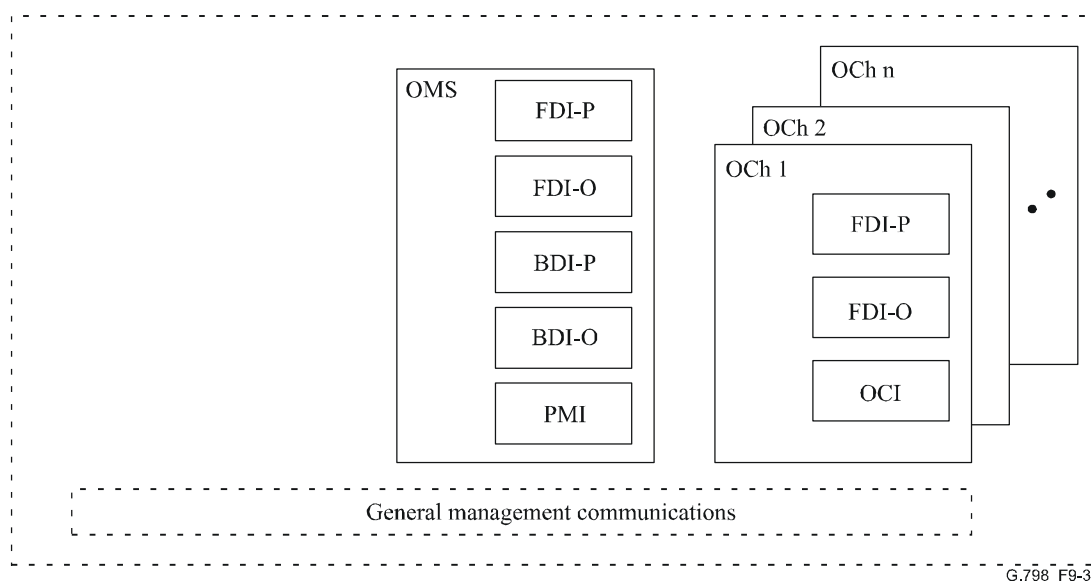 OMS
FDI-P
FDI-O
BDI-P
BDI-O
PMI
OCh n
OCh 2
OCh 1
FDI-P
FDI-O
OCI
General management communications
G.798_F9-3